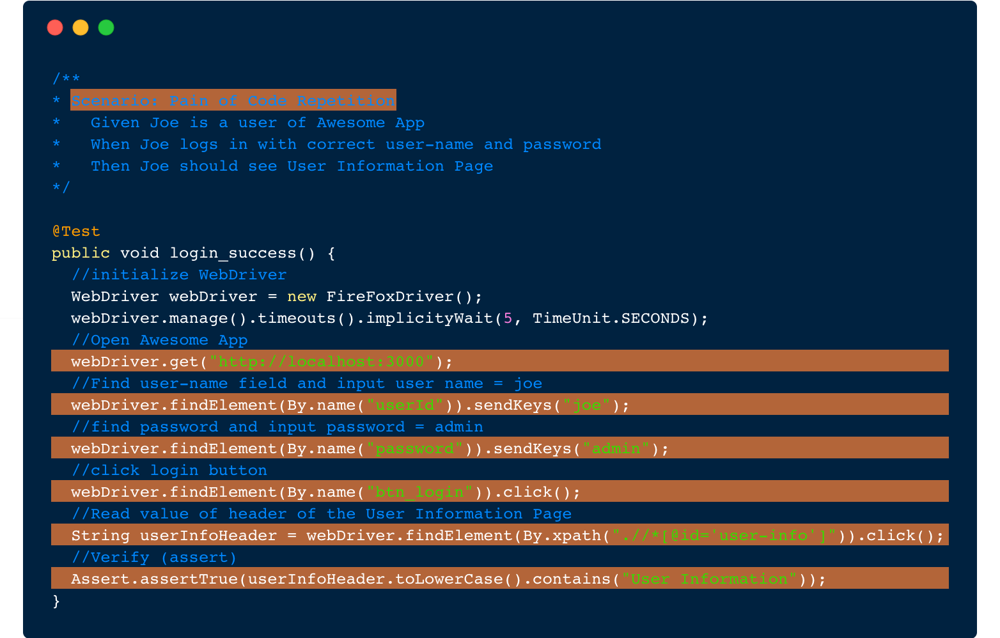 /**
* Scenario: Pain of Code Repetition
*   Given Joe is a user of Awesome App
*   When Joe logs in with correct user-name and password
*   Then Joe should see User Information Page
*/
@Test
public void login_success() {
  //initialize WebDriver
  WebDriver webDriver = new FireFoxDriver();
  webDriver.manage().timeouts().implicityWait(5, TimeUnit.SECONDS);
  //Open Awesome App
  webDriver.get("http://localhost:3000");
  //Find user-name field and input user name = joe
  webDriver.findElement(By.name("userId")).sendKeys("joe");
  //find password and input password = admin
  webDriver.findElement(By.name("password")).sendKeys("admin");
  //click login button
  webDriver.findElement(By.name("btn_login")).click();
  //Read value of header of the User Information Page
  String userInfoHeader = webDriver.findElement(By.xpath(".//*[@id='user-info']")).click();
  //Verify (assert)
  Assert.assertTrue(userInfoHeader.toLowerCase().contains("User Information"));
}